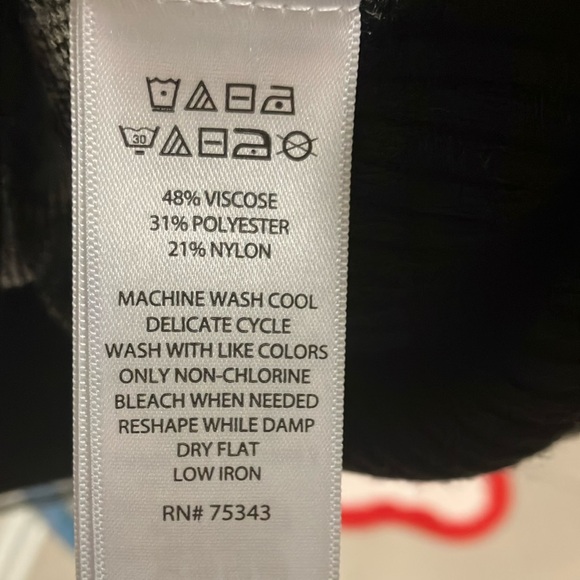 30
48% VISCOSE
31% POLYESTER
21% NYLON
MACHINE WASH COOL
DELICATE CYCLE
WASH WITH LIKE COLORS
ONLY NON-CHLORINE
BLEACH WHEN NEEDED
RESHAPE WHILE DAMP
DRY FLAT
LOW IRON
RN# 75343